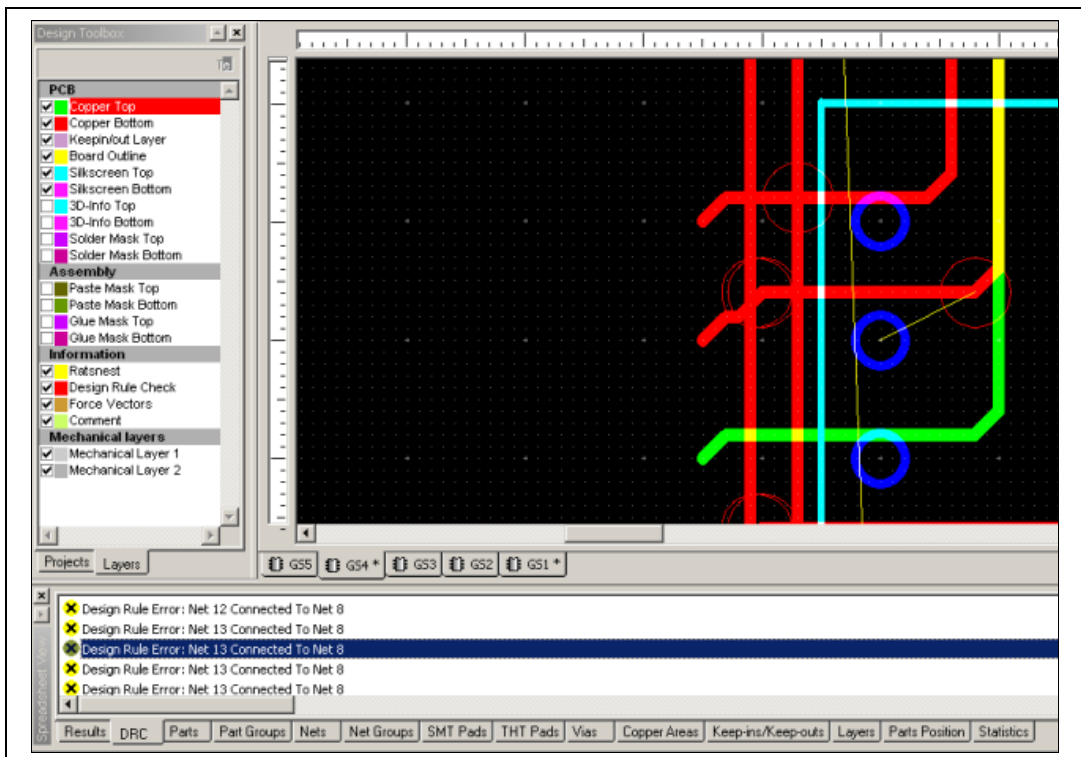 Design Toolbox
PCB
Copper Top
Copper Bottom
Keepin/out Layer
Board Outline
Silkscreen Top
Silkscreen Bottom
3D-Info Top
3D-Info Bottom
Solder Mask Top
Solder Mask Bottom
Assembly
Paste Mask Top
Paste Mask Bottom
Glue Mask Top
Glue Mask Bottom
Information
Ratsnest
Design Rule Check
Force Vectors
Comment
Mechanical layers
Mechanical Layer 1
Mechanical Layer 2
Projects Layers
GS5 GS4 * GS3 GS2 GS1 *
Design Rule Error: Net 12 Connected To Net 8
Design Rule Error: Net 13 Connected To Net 8
Design Rule Error: Net 13 Connected To Net 8
Design Rule Error: Net 13 Connected To Net 8
Design Rule Error: Net 13 Connected To Net 8
Spreadsheet View
Results DRC Parts Part Groups Nets Net Groups SMT Pads THT Pads Vias Copper Areas Keep-ins/Keep-outs Layers Parts Position Statistics